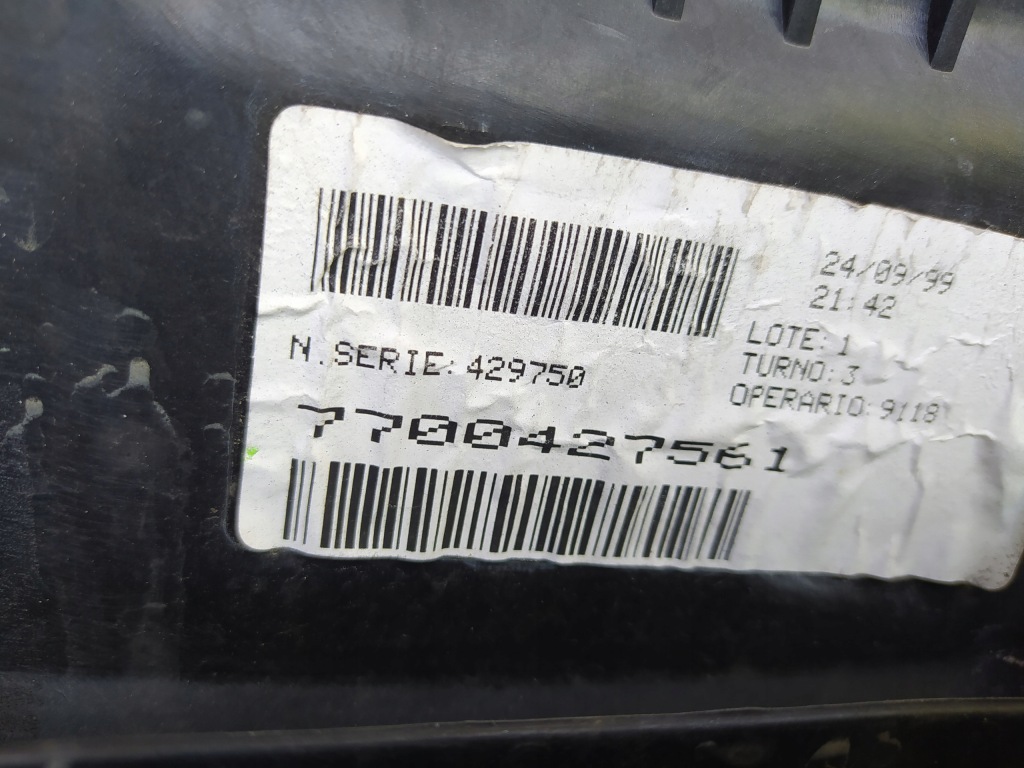 24/09/99
21:42
LOTE: 1
TURNO: 3
OPERARIO: 9118
N.SERIE: 429750
7700427561